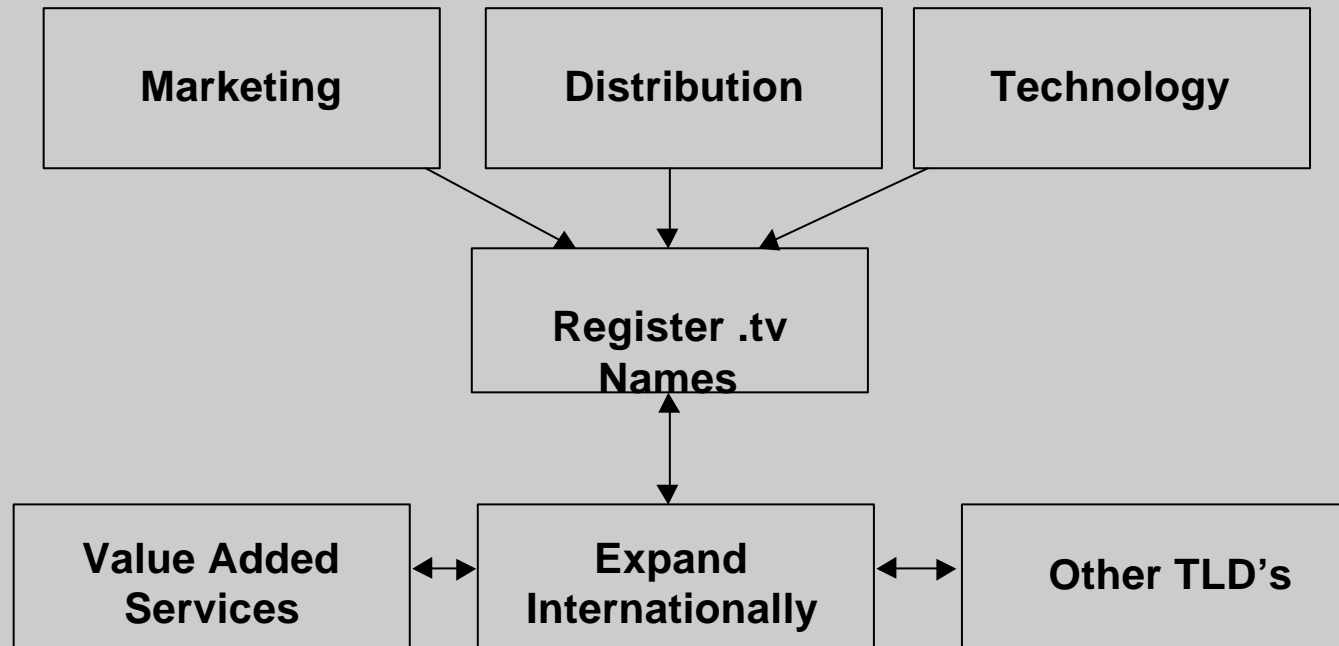 Marketing
Distribution
Technology
Register .tv
Names
Value Added
Services
Expand
Internationally
Other TLD's